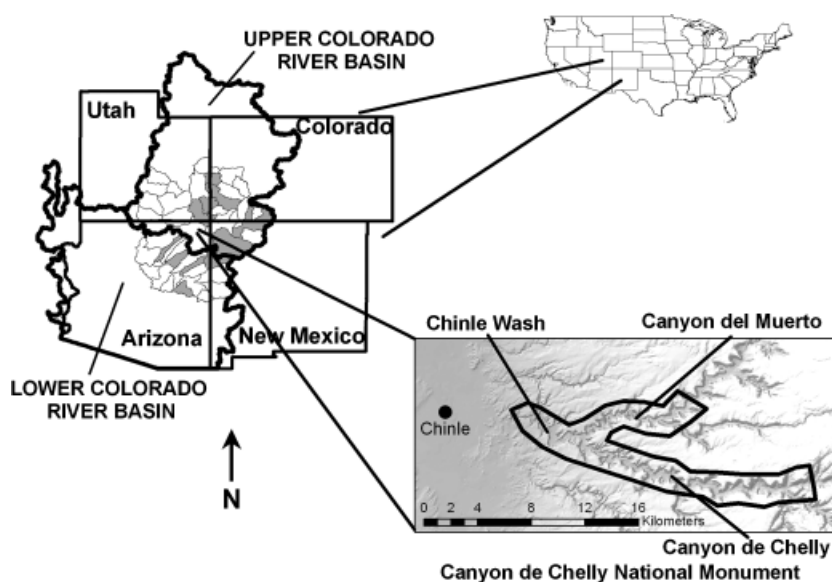 UPPER COLORADO
RIVER BASIN
Utah
Colorado
Arizona
New Mexico
LOWER COLORADO
RIVER BASIN
N
Chinle Wash
Canyon del Muerto
Chinle
0 2 4 8 12 16
Kilometers
Canyon de Chelly
Canyon de Chelly National Monument